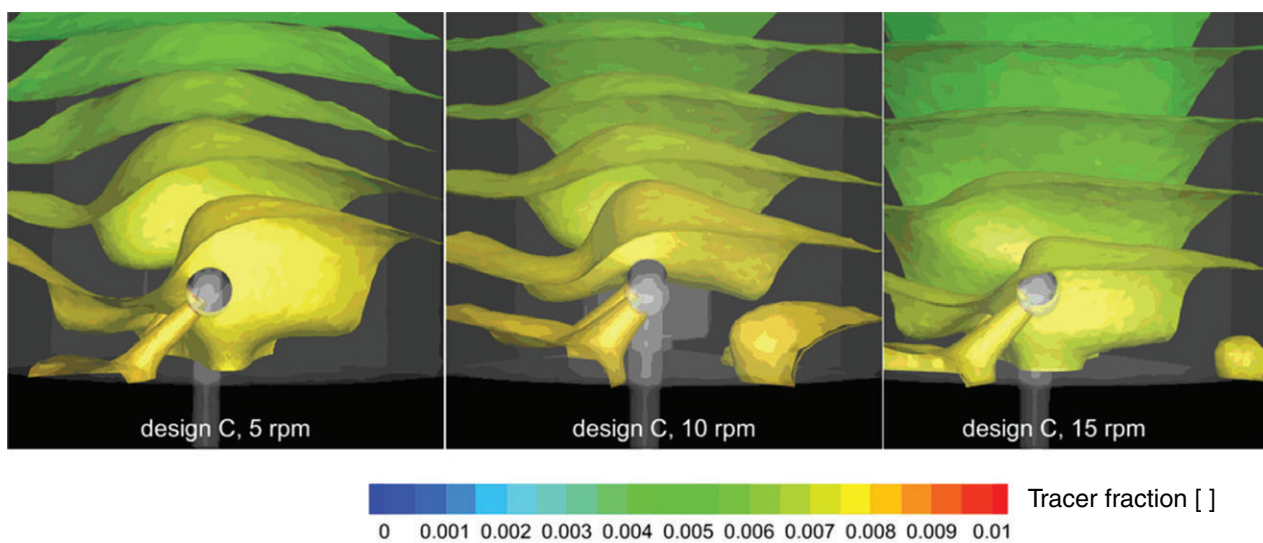 design C, 5 rpm
design C, 10 rpm
design C, 15 rpm
Tracer fraction [ ]
0 0.001 0.002 0.003 0.004 0.005 0.006 0.007 0.008 0.009 0.01